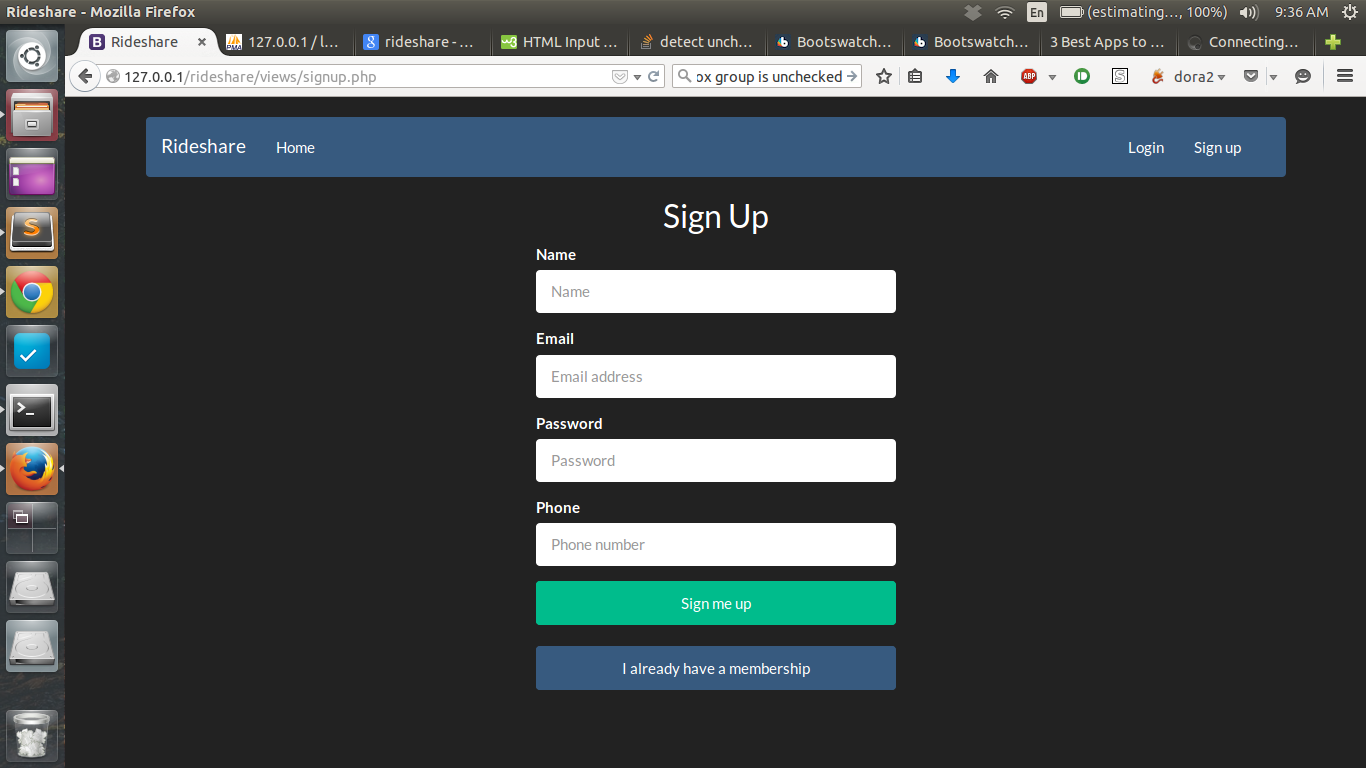 Rideshare - Mozilla Firefox
En (estimating..., 100%) 9:36 AM
Rideshare × 127.0.0.1 / l... rideshare - ... HTML Input ... detect unch... Bootswatch... Bootswatch... 3 Best Apps to ... Connecting...
127.0.0.1/rideshare/views/signup.php ox group is unchecked ABP S dora2
Rideshare Home Login Sign up
Sign Up
Name
Name
Email
Email address
Password
Password
Phone
Phone number
Sign me up
I already have a membership